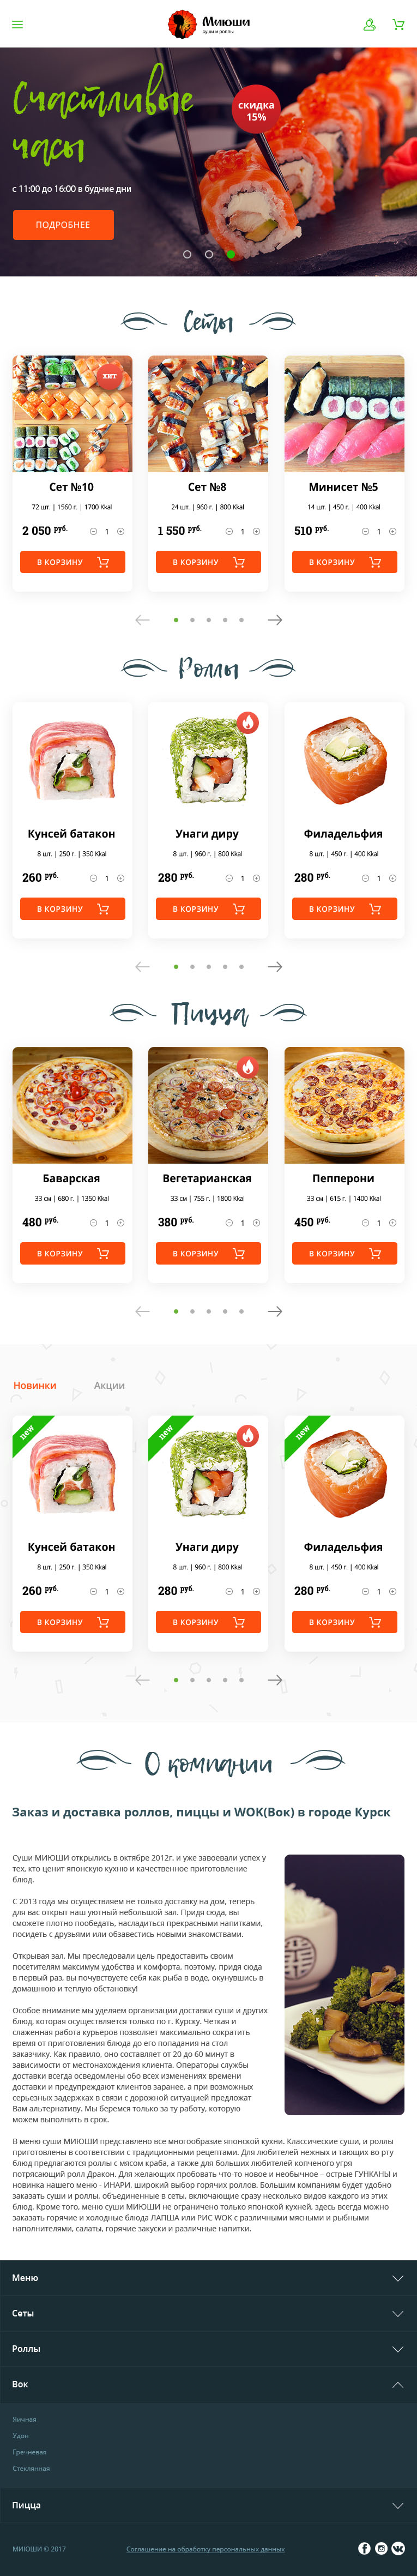 Миюши
суши и роллы
Счастливые
часы
скидка
15%
с 11:00 до 16:00 в будние дни
ПОДРОБНЕЕ
Сеты
хит
Сет №10
72 шт. | 1560 г. | 1700 Kkal
2 050 руб.
1
В КОРЗИНУ
Сет №8
24 шт. | 960 г. | 800 Kkal
1 550 руб.
1
В КОРЗИНУ
Минисет №5
14 шт. | 450 г. | 400 Kkal
510 руб.
1
В КОРЗИНУ
Роллы
Кунсей батакон
8 шт. | 250 г. | 350 Kkal
260 руб.
1
В КОРЗИНУ
Унаги диру
8 шт. | 960 г. | 800 Kkal
280 руб.
1
В КОРЗИНУ
Филадельфия
8 шт. | 450 г. | 400 Kkal
280 руб.
1
В КОРЗИНУ
Пицца
Баварская
33 см | 680 г. | 1350 Kkal
480 руб.
1
В КОРЗИНУ
Вегетарианская
33 см | 755 г. | 1800 Kkal
380 руб.
1
В КОРЗИНУ
Пепперони
33 см | 615 г. | 1400 Kkal
450 руб.
1
В КОРЗИНУ
Новинки
Акции
new
Кунсей батакон
8 шт. | 250 г. | 350 Kkal
260 руб.
1
В КОРЗИНУ
new
Унаги диру
8 шт. | 960 г. | 800 Kkal
280 руб.
1
В КОРЗИНУ
new
Филадельфия
8 шт. | 450 г. | 400 Kkal
280 руб.
1
В КОРЗИНУ
О компании
Заказ и доставка роллов, пиццы и WOK(Вок) в городе Курск
Суши МИЮШИ открылись в октябре 2012г. и уже завоевали успех у
тех, кто ценит японскую кухню и качественное приготовление
блюд.
С 2013 года мы осуществляем не только доставку на дом, теперь
для вас открыт наш уютный небольшой зал. Придя сюда, вы
сможете плотно пообедать, насладиться прекрасными напитками,
посидеть с друзьями или обзавестись новыми знакомствами.
Открывая зал, Мы преследовали цель предоставить своим
посетителям максимум удобства и комфорта, поэтому, придя сюда
в первый раз, вы почувствуете себя как рыба в воде, окунувшись в
домашнюю и теплую обстановку!
Особое внимание мы уделяем организации доставки суши и других
блюд, которая осуществляется только по г. Курску. Четкая и
слаженная работа курьеров позволяет максимально сократить
время от приготовления блюда до его попадания на стол
заказчику. Как правило, оно составляет от 20 до 60 минут в
зависимости от местонахождения клиента. Операторы службы
доставки всегда осведомлены обо всех изменениях времени
доставки и предупреждают клиентов заранее, а при возможных
серьезных задержках в связи с дорожной ситуацией предложат
Вам альтернативу. Мы беремся только за ту работу, которую
можем выполнить в срок.
В меню суши МИЮШИ представлено все многообразие японской кухни. Классические суши, и роллы
приготовлены в соответствии с традиционными рецептами. Для любителей нежных и тающих во рту
блюд предлагаются роллы с мясом краба, а также для больших любителей копченого угря
потрясающий ролл Дракон. Для желающих пробовать что-то новое и необычное – острые ГУНКАНЫ и
новинка нашего меню - ИНАРИ, широкий выбор горячих роллов. Большим компаниям будет удобно
заказать суши и роллы, объединенные в сеты, включающие сразу несколько видов каждого из этих
блюд. Кроме того, меню суши МИЮШИ не ограничено только японской кухней, здесь всегда можно
заказать горячие и холодные блюда ЛАПША или РИС WOK с различными мясными и рыбными
наполнителями, салаты, горячие закуски и различные напитки.
Меню
Сеты
Роллы
Вок
Яичная
Удон
Гречневая
Стеклянная
Пицца
МИЮШИ © 2017
Соглашение на обработку персональных данных